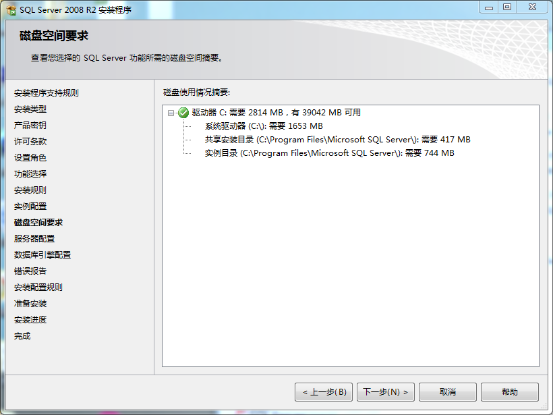 SQL Server 2008 R2 安装程序
磁盘空间要求
查看您选择的 SQL Server 功能所需的磁盘空间摘要。
安装程序支持规则
安装类型
产品密钥
许可条款
设置角色
功能选择
安装规则
实例配置
磁盘空间要求
服务器配置
数据库引擎配置
错误报告
安装配置规则
准备安装
安装进度
完成
磁盘使用情况摘要:
驱动器 C: 需要 2814 MB，有 39042 MB 可用
系统驱动器 (C:\): 需要 1653 MB
共享安装目录 (C:\Program Files\Microsoft SQL Server\): 需要 417 MB
实例目录 (C:\Program Files\Microsoft SQL Server\): 需要 744 MB
< 上一步(B)
下一步(N) >
取消
帮助